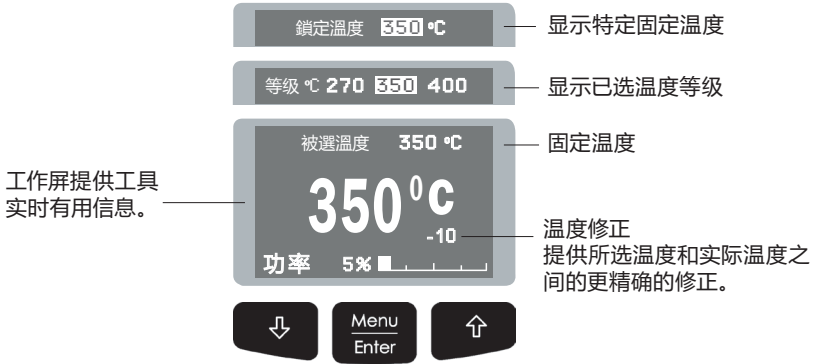 鎖定溫度 350 °C
显示特定固定温度
等级 °C 270 350 400
显示已选温度等级
被選溫度 350 °C
固定温度
工作屏提供工具
实时有用信息。
350°C
-10
温度修正
提供所选温度和实际温度之
间的更精确的修正。
功率 5%
Menu
Enter